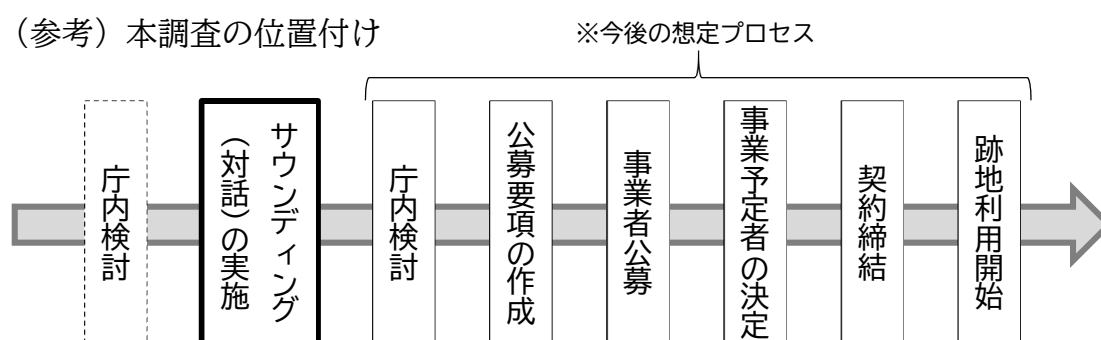 （参考）本調査の位置付け
※今後の想定プロセス
庁内検討
サウンディング
（対話）の実施
庁内検討
公募要項の作成
事業者公募
事業予定者の決定
契約締結
跡地利用開始